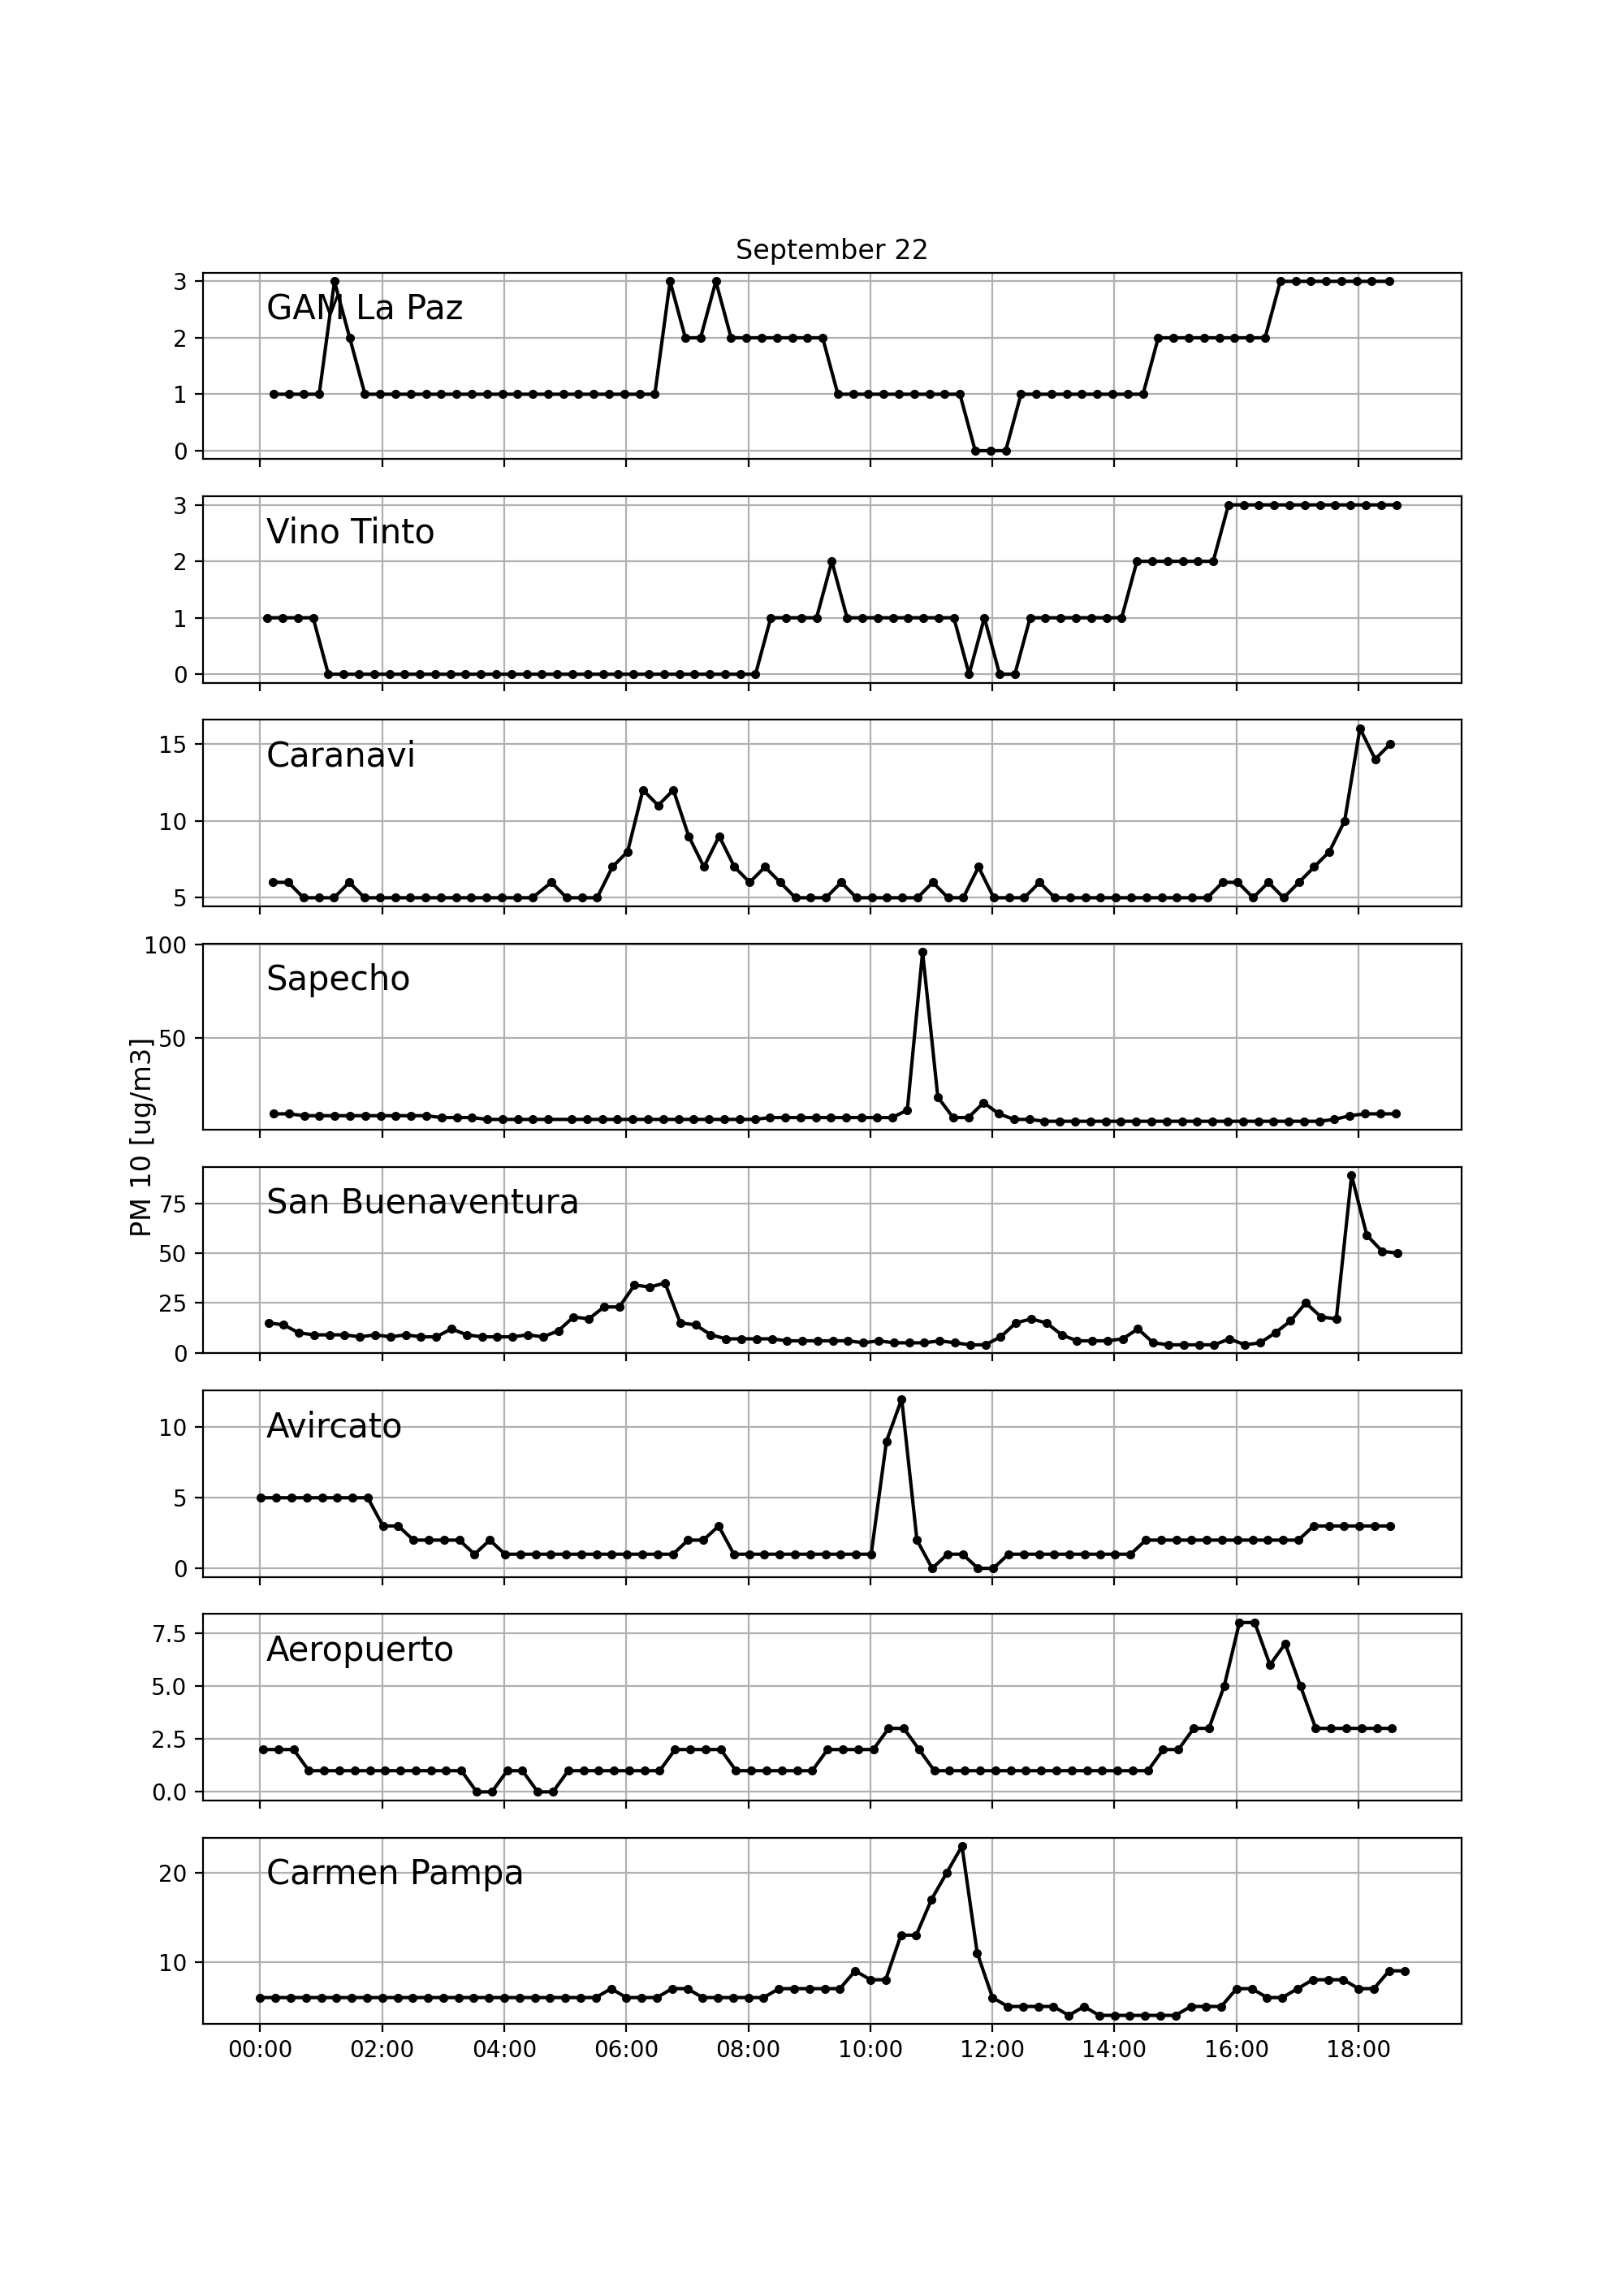 September 22
3
GAM La Paz
2
1
0
3
Vino Tinto
2
1
0
15
Caranavi
10
5
100
Sapecho
50
PM 10 [ug/m3]
75
San Buenaventura
50
25
0
10
Avircato
5
0
7.5
Aeropuerto
5.0
2.5
0.0
20
Carmen Pampa
10
00:00 02:00 04:00 06:00 08:00 10:00 12:00 14:00 16:00 18:00